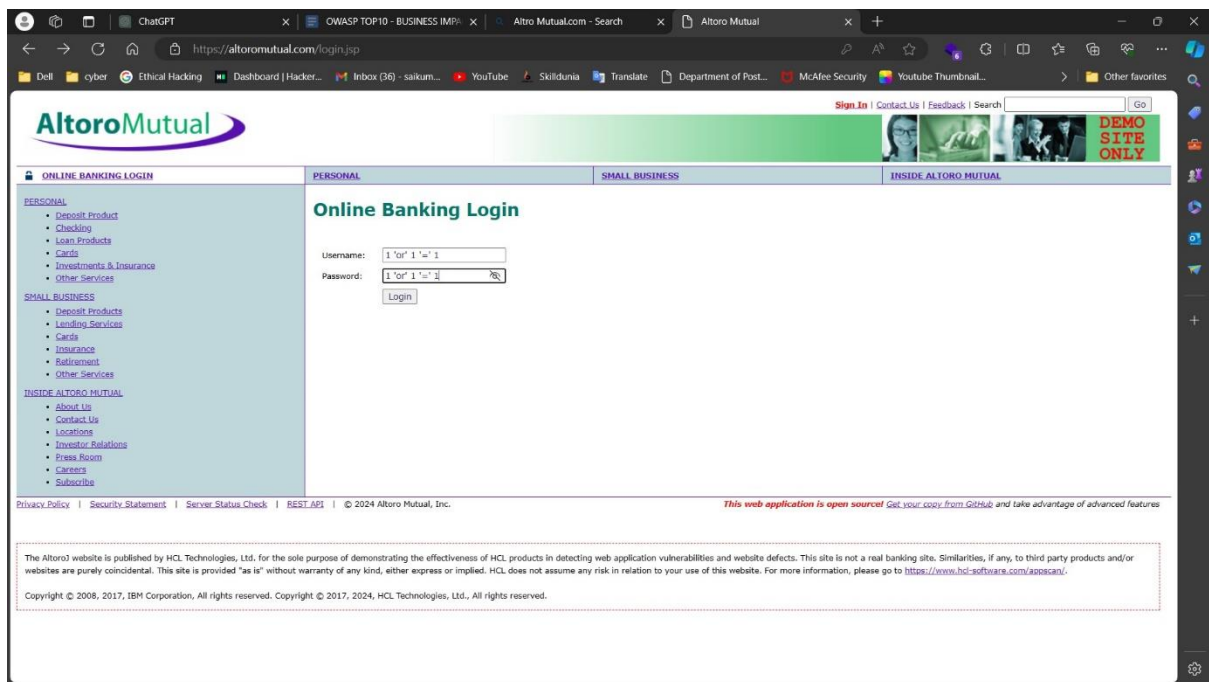 ChatGPT
OWASP TOP10 - BUSINESS IMPA
Altro Mutual.com - Search
Altoro Mutual
https://altoromutual.com/login.jsp
Dell cyber Ethical Hacking Dashboard | Hacker... Inbox (36) - saikum... YouTube Skilldunia Translate Department of Post... McAfee Security Youtube Thumbnail... Other favorites
Sign In | Contact Us | Feedback | Search Go
AltoroMutual
DEMO
SITE
ONLY
ONLINE BANKING LOGIN PERSONAL SMALL BUSINESS INSIDE ALTORO MUTUAL
PERSONAL
• Deposit Product
• Checking
• Loan Products
• Cards
• Investments & Insurance
• Other Services
SMALL BUSINESS
• Deposit Products
• Lending Services
• Cards
• Insurance
• Retirement
• Other Services
INSIDE ALTORO MUTUAL
• About Us
• Contact Us
• Locations
• Investor Relations
• Press Room
• Careers
• Subscribe
Online Banking Login
Username: 1 'or' 1 '=' 1
Password: 1 'or' 1 '=' 1
Login
Privacy Policy | Security Statement | Server Status Check | REST API | © 2024 Altoro Mutual, Inc.
This web application is open source! Get your copy from GitHub and take advantage of advanced features
The AltoroJ website is published by HCL Technologies, Ltd. for the sole purpose of demonstrating the effectiveness of HCL products in detecting web application vulnerabilities and website defects. This site is not a real banking site. Similarities, if any, to third party products and/or
websites are purely coincidental. This site is provided "as is" without warranty of any kind, either express or implied. HCL does not assume any risk in relation to your use of this website. For more information, please go to https://www.hcl-software.com/appscan/.
Copyright © 2008, 2017, IBM Corporation, All rights reserved. Copyright © 2017, 2024, HCL Technologies, Ltd., All rights reserved.